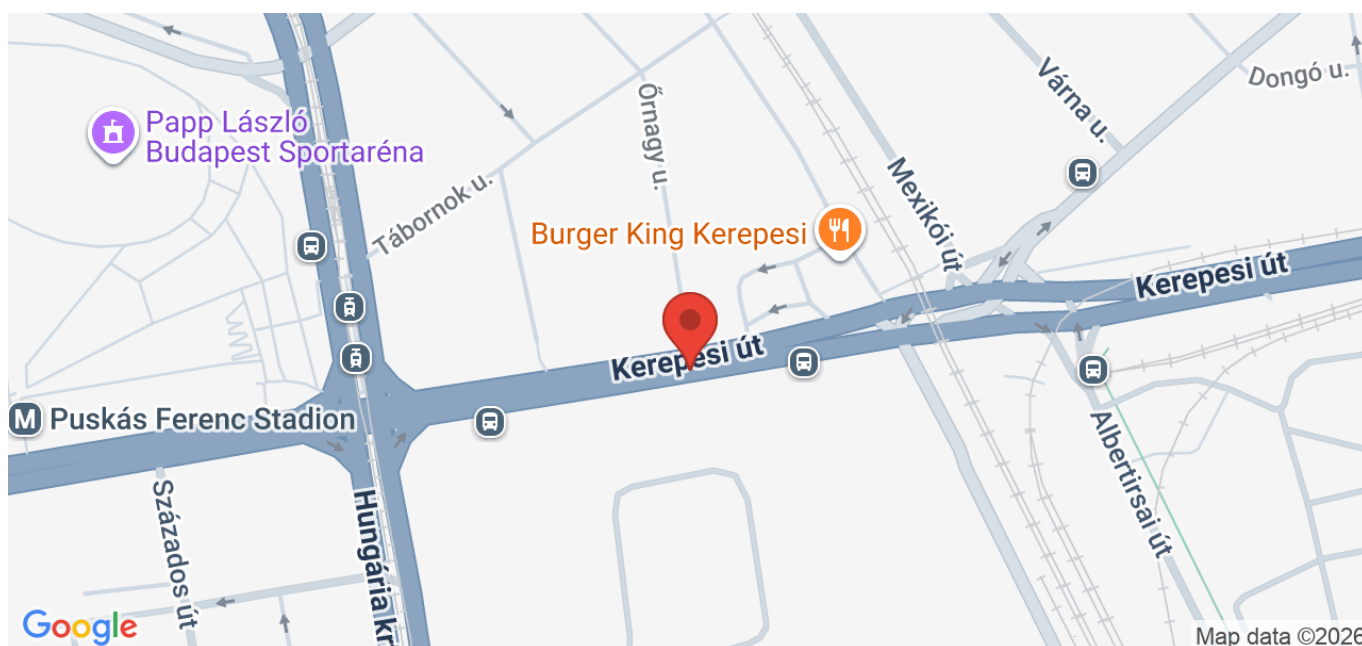 Papp László
Budapest Sportaréna
Őrnagy u.
Tábornok u.
Burger King Kerepesi
Mexikói út
Várna u.
Dongó u.
Kerepesi út
Kerepesi út
M Puskás Ferenc Stadion
Százados út
Hungária kr
Albertirsai út
Google
Map data ©2026